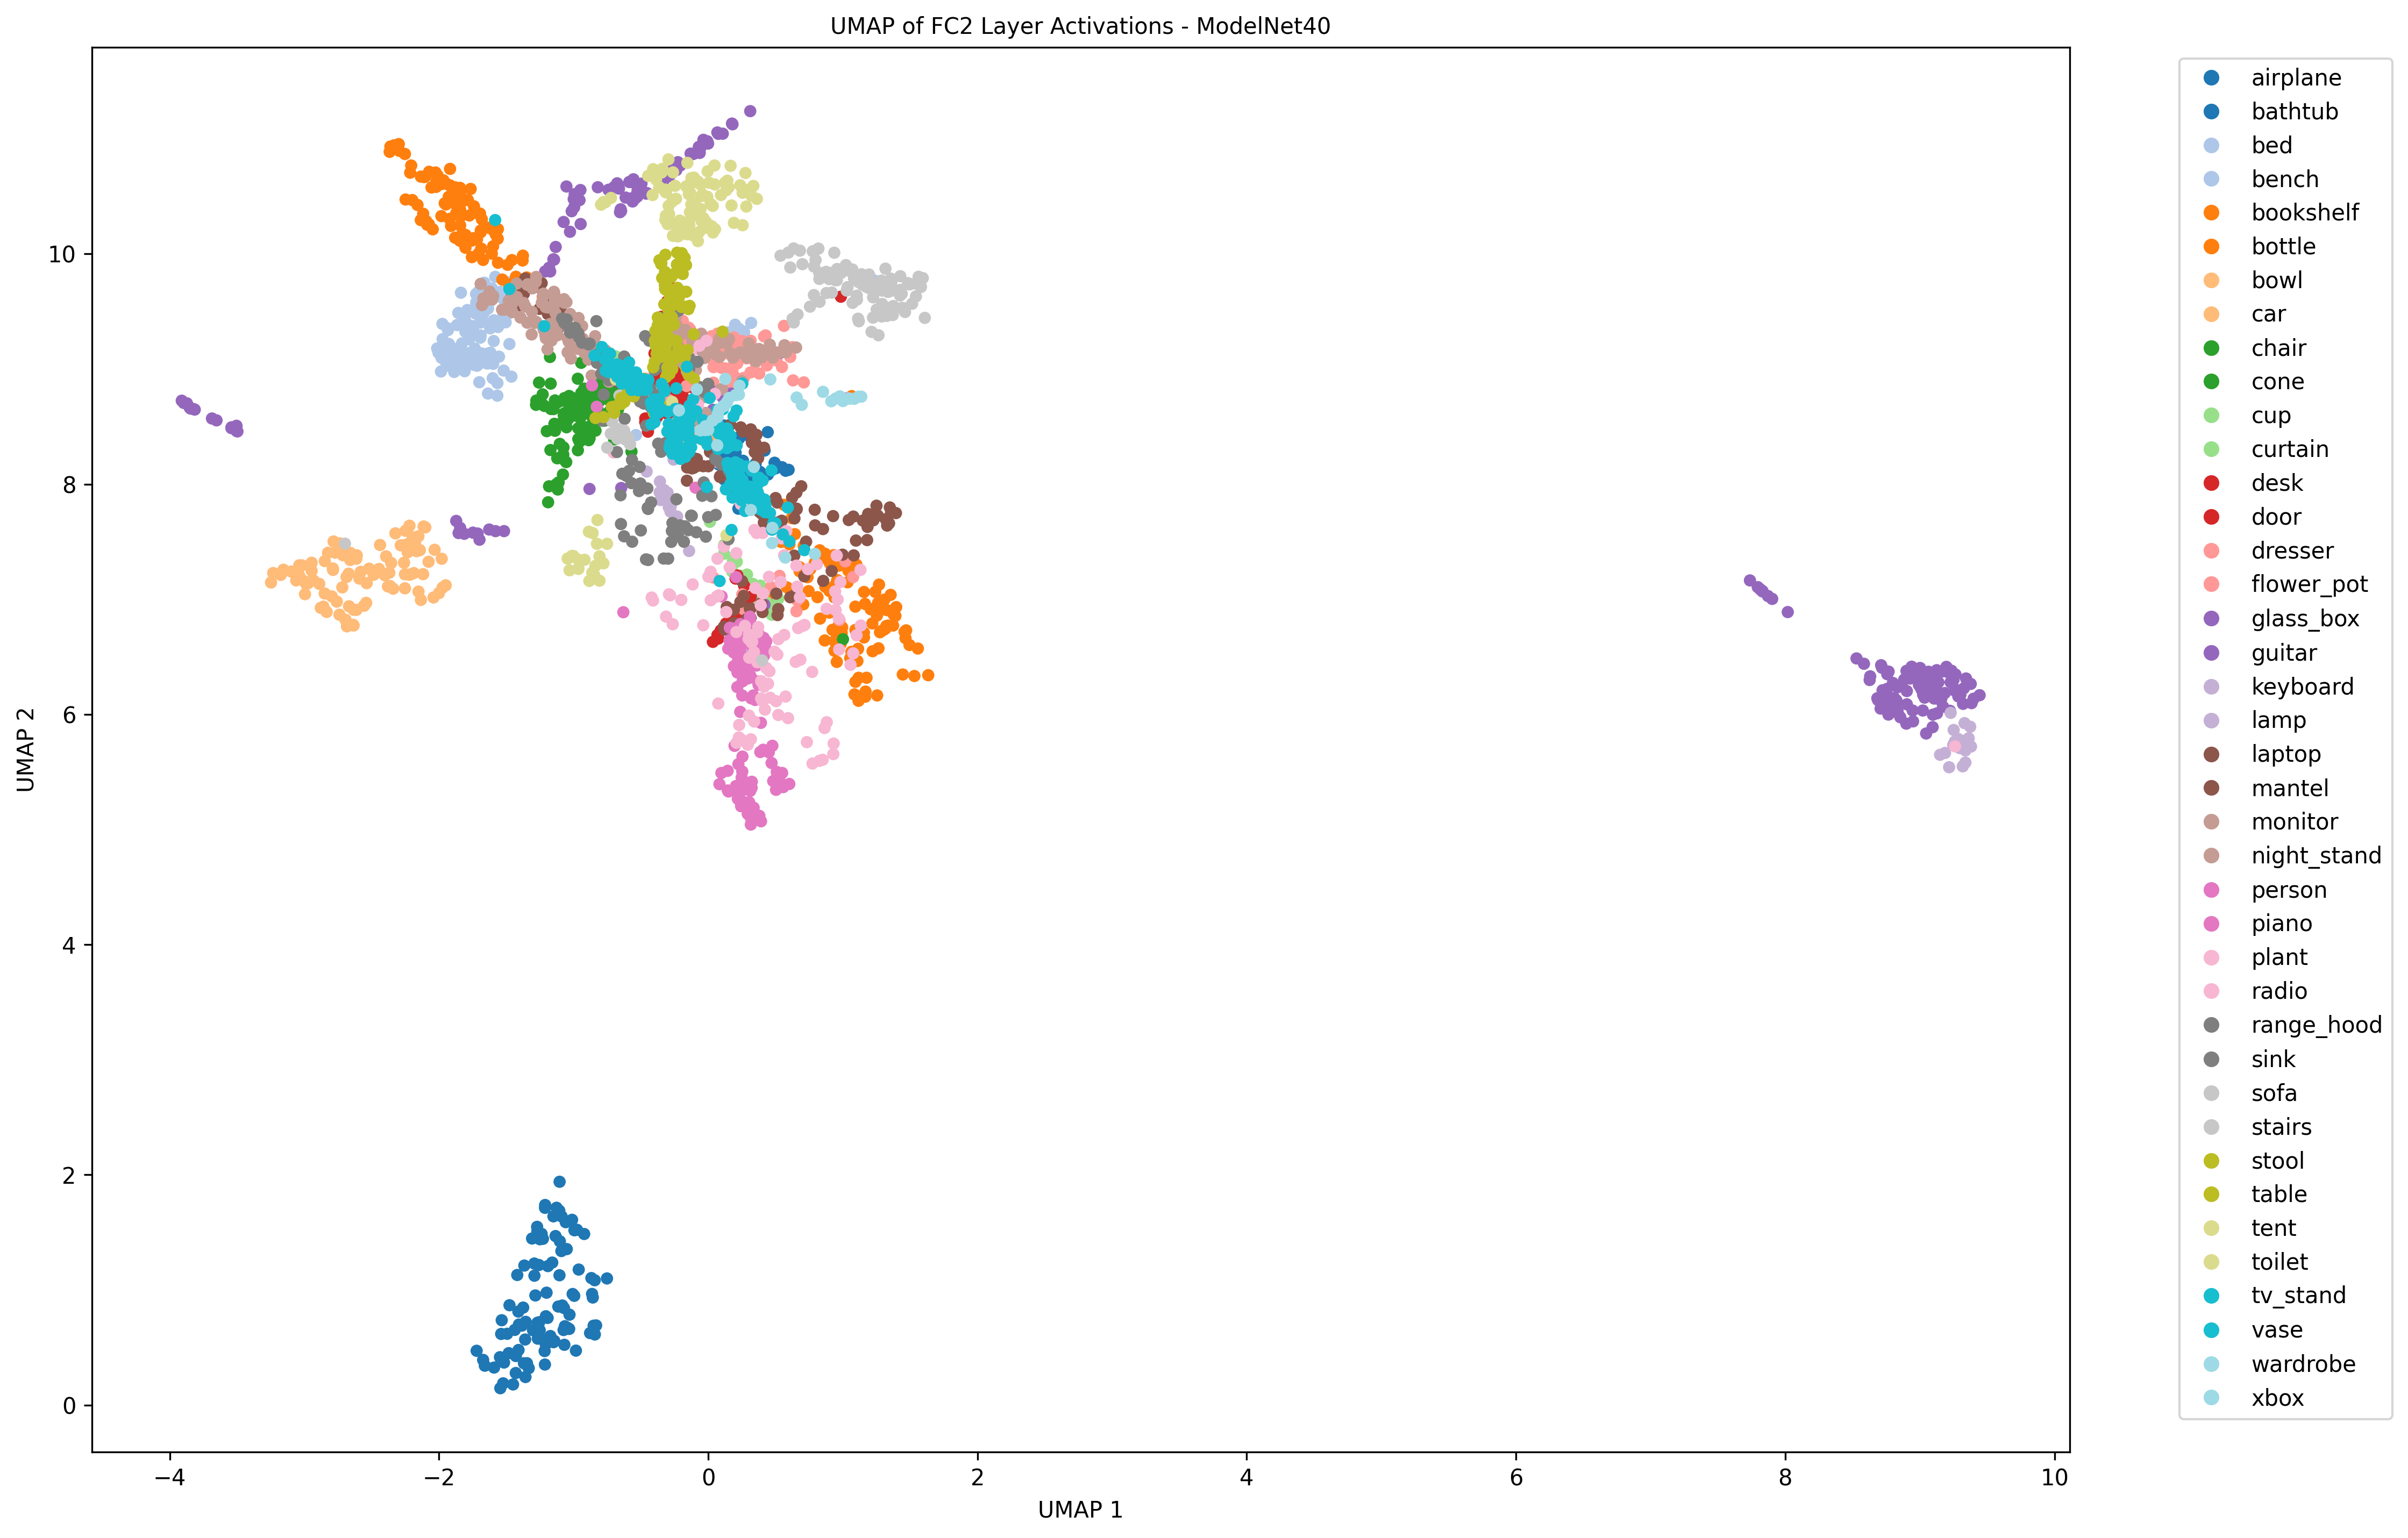 UMAP of FC2 Layer Activations - ModelNet40
10
8
6
4
2
0
UMAP 2
−4
−2
0
2
4
6
8
10
UMAP 1
airplane
bathtub
bed
bench
bookshelf
bottle
bowl
car
chair
cone
cup
curtain
desk
door
dresser
flower_pot
glass_box
guitar
keyboard
lamp
laptop
mantel
monitor
night_stand
person
piano
plant
radio
range_hood
sink
sofa
stairs
stool
table
tent
toilet
tv_stand
vase
wardrobe
xbox